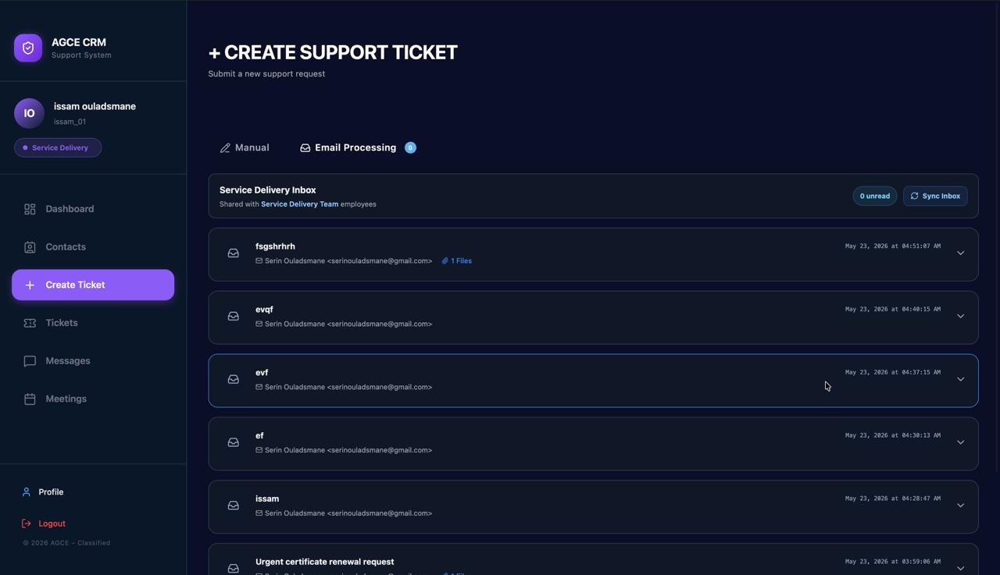 AGCE CRM
Support System
IO
issam ouladsmane
issam_01
Service Delivery
Dashboard
Contacts
Create Ticket
Tickets
Messages
Meetings
Profile
Logout
© 2026 AGCE – Classified
+ CREATE SUPPORT TICKET
Submit a new support request
Manual
Email Processing 0
Service Delivery Inbox
Shared with Service Delivery Team employees
0 unread
Sync Inbox
fsgshrhrh
May 23, 2026 at 04:51:07 AM
Serin Ouladsmane <serinouladsmane@gmail.com> 1 Files
evqf
May 23, 2026 at 04:40:15 AM
Serin Ouladsmane <serinouladsmane@gmail.com>
evf
May 23, 2026 at 04:37:15 AM
Serin Ouladsmane <serinouladsmane@gmail.com>
ef
May 23, 2026 at 04:30:13 AM
Serin Ouladsmane <serinouladsmane@gmail.com>
issam
May 23, 2026 at 04:28:47 AM
Serin Ouladsmane <serinouladsmane@gmail.com>
Urgent certificate renewal request
May 23, 2026 at 03:59:06 AM